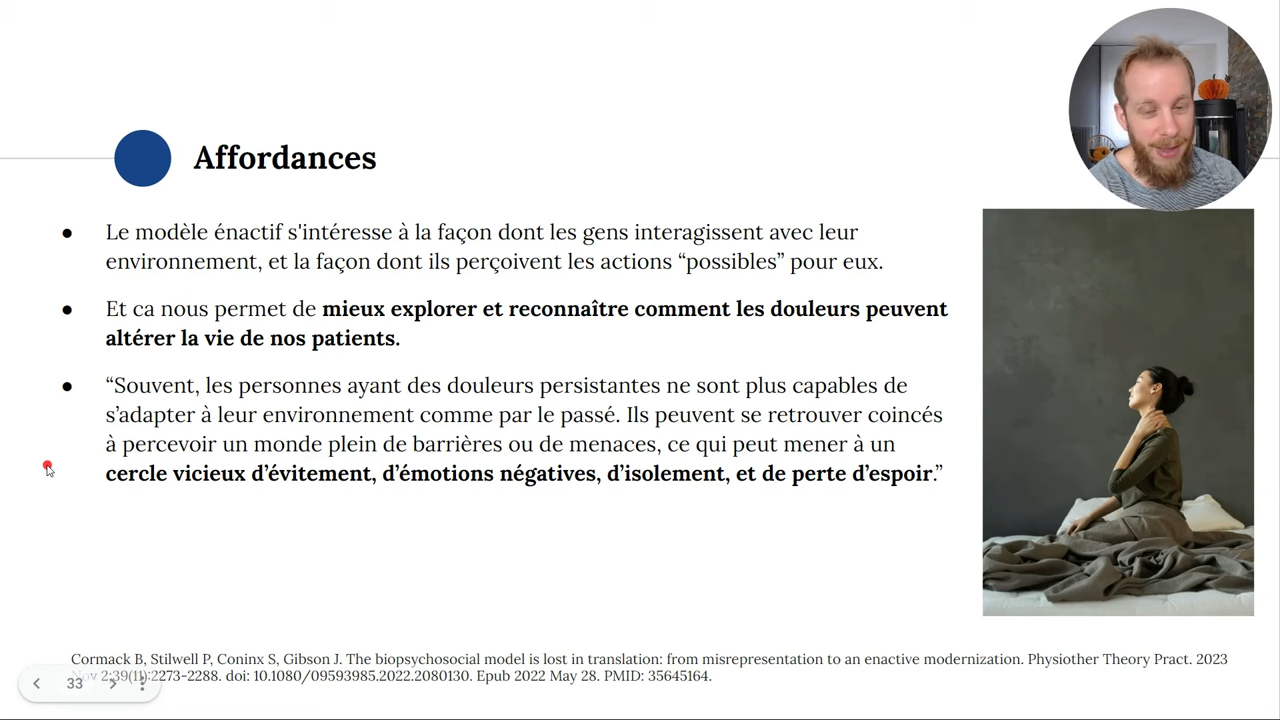 Affordances
● Le modèle énactif s'intéresse à la façon dont les gens interagissent avec leur
environnement, et la façon dont ils perçoivent les actions “possibles” pour eux.
● Et ca nous permet de mieux explorer et reconnaître comment les douleurs peuvent
altérer la vie de nos patients.
● “Souvent, les personnes ayant des douleurs persistantes ne sont plus capables de
s’adapter à leur environnement comme par le passé. Ils peuvent se retrouver coincés
à percevoir un monde plein de barrières ou de menaces, ce qui peut mener à un
cercle vicieux d’évitement, d’émotions négatives, d’isolement, et de perte d’espoir.”
Cormack B, Stilwell P, Coninx S, Gibson J. The biopsychosocial model is lost in translation: from misrepresentation to an enactive modernization. Physiother Theory Pract. 2023
Nov 2;39(11):2273-2288. doi: 10.1080/09593985.2022.2080130. Epub 2022 May 28. PMID: 35645164.
33